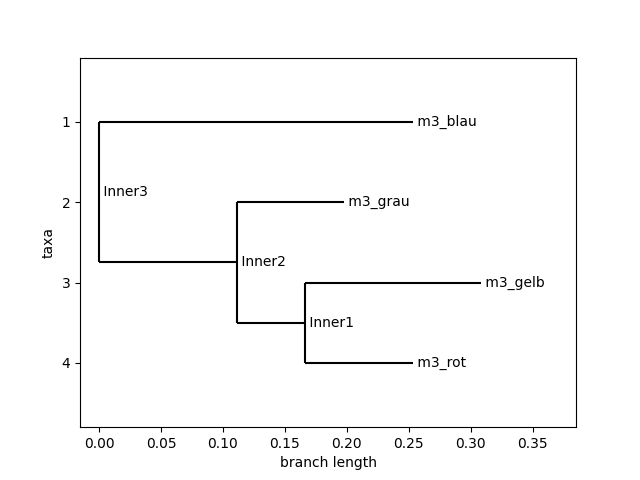 1
m3_blau
Inner3
2
m3_grau
taxa
Inner2
3
m3_gelb
Inner1
4
m3_rot
0.00 0.05 0.10 0.15 0.20 0.25 0.30 0.35
branch length